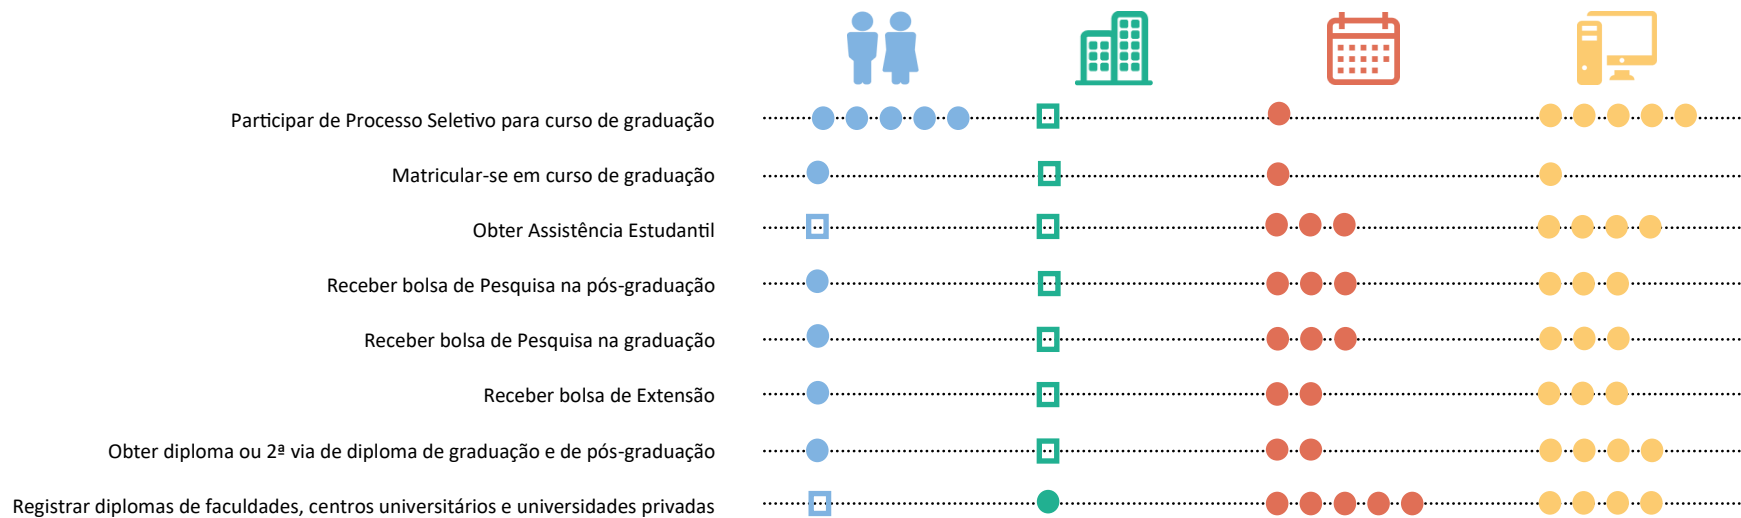 Participar de Processo Seletivo para curso de graduação
Matricular-se em curso de graduação
Obter Assistência Estudantil
Receber bolsa de Pesquisa na pós-graduação
Receber bolsa de Pesquisa na graduação
Receber bolsa de Extensão
Obter diploma ou 2ª via de diploma de graduação e de pós-graduação
Registrar diplomas de faculdades, centros universitários e universidades privadas